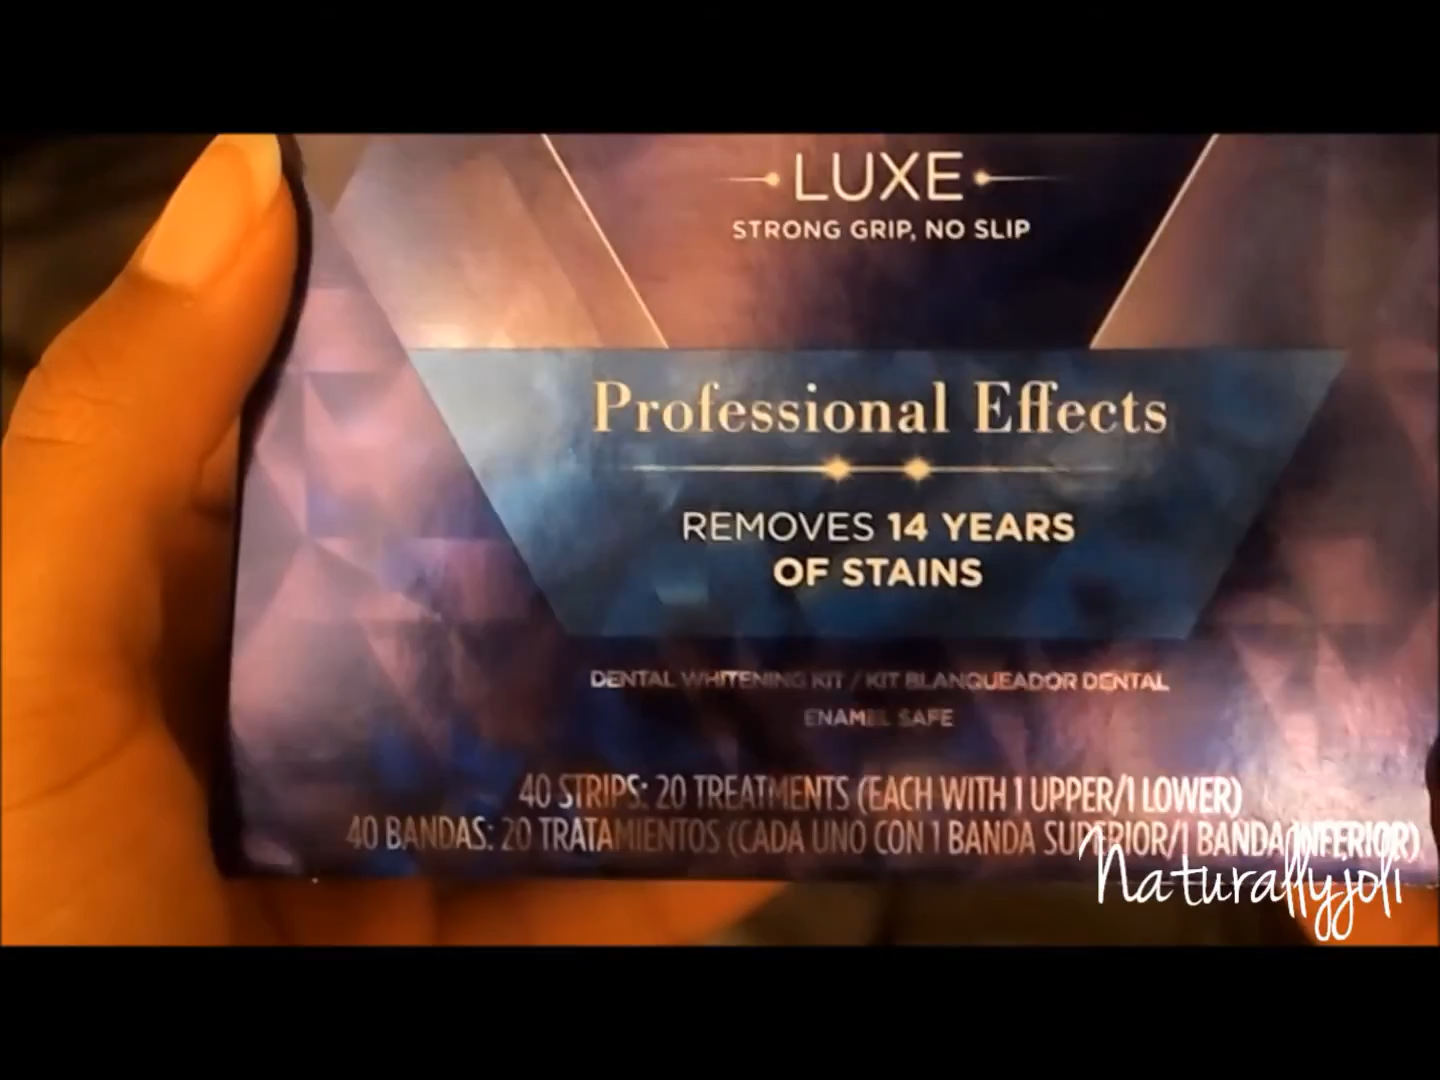 LUXE
STRONG GRIP, NO SLIP
Professional Effects
REMOVES 14 YEARS
OF STAINS
DENTAL WHITENING KIT / KIT BLANQUEADOR DENTAL
ENAMEL SAFE
40 STRIPS: 20 TREATMENTS (EACH WITH 1 UPPER/1 LOWER)
40 BANDAS: 20 TRATAMIENTOS (CADA UNO CON 1 BANDA SUPERIOR/1 BANDA INFERIOR)
Naturallyjoli